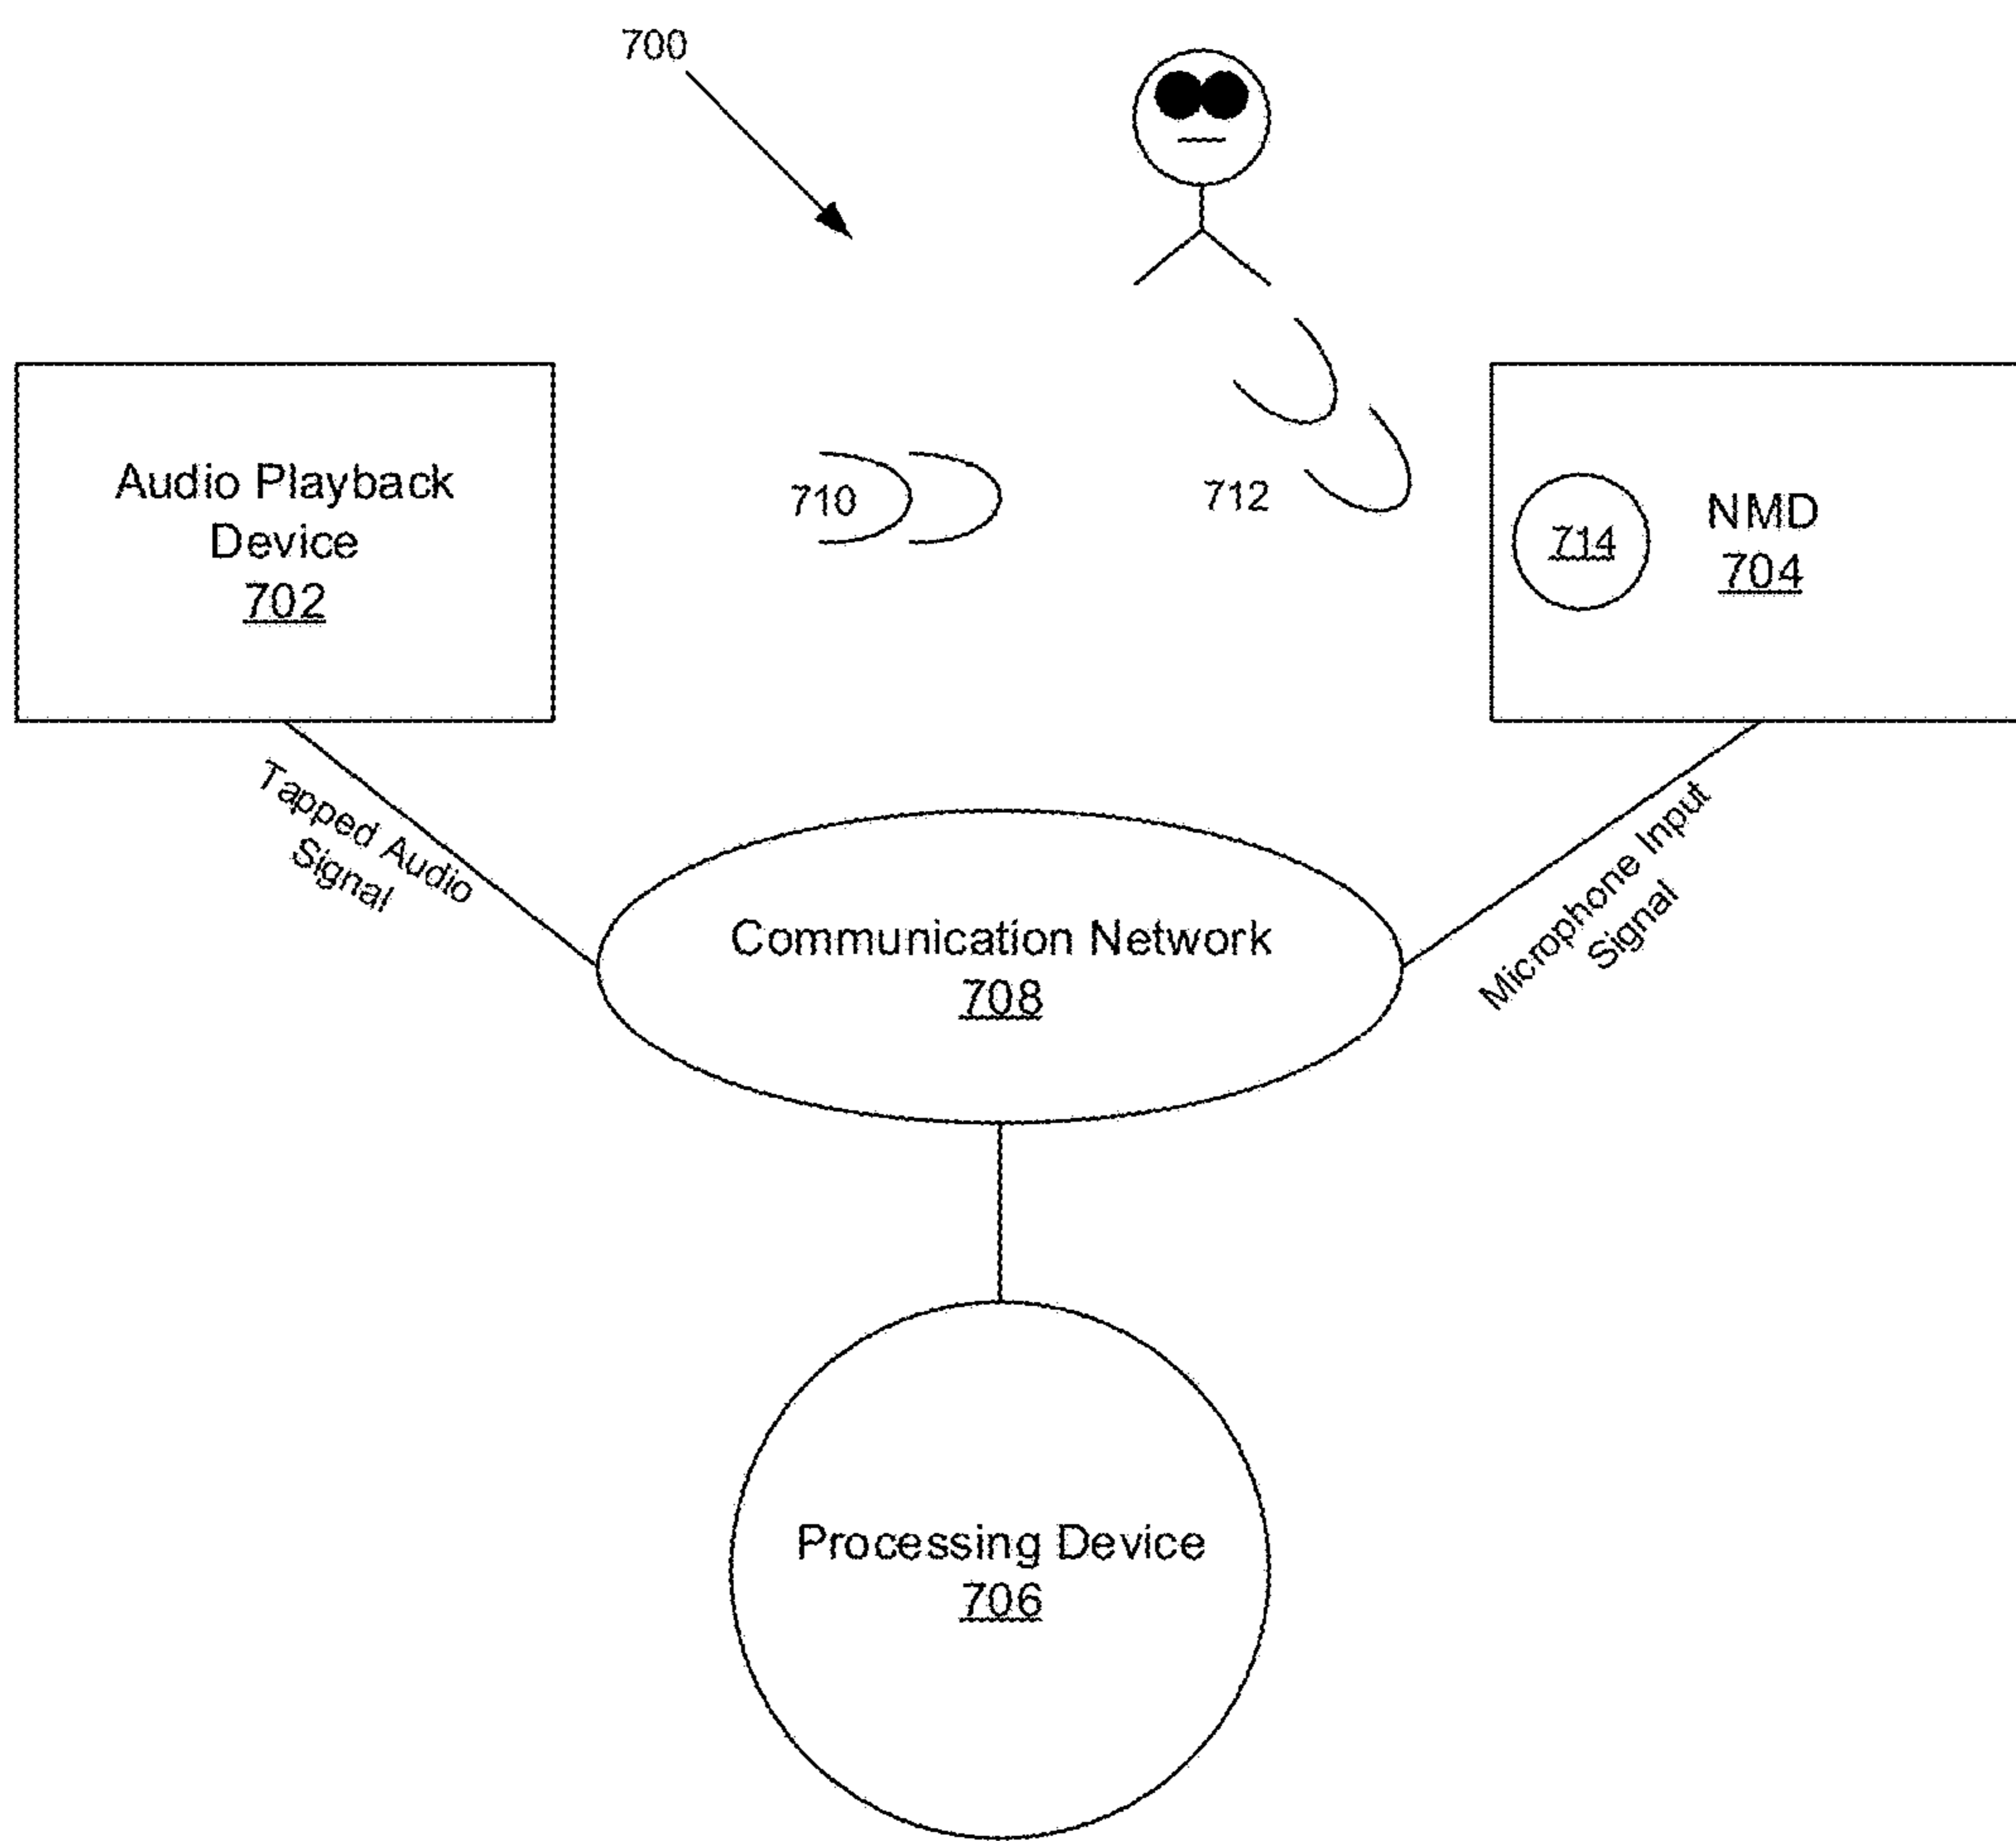 700
Audio Playback
Device
702
710
712
714
NMD
704
Tapped Audio
Signal
Microphone Input
Signal
Communication Network
708
Processing Device
706